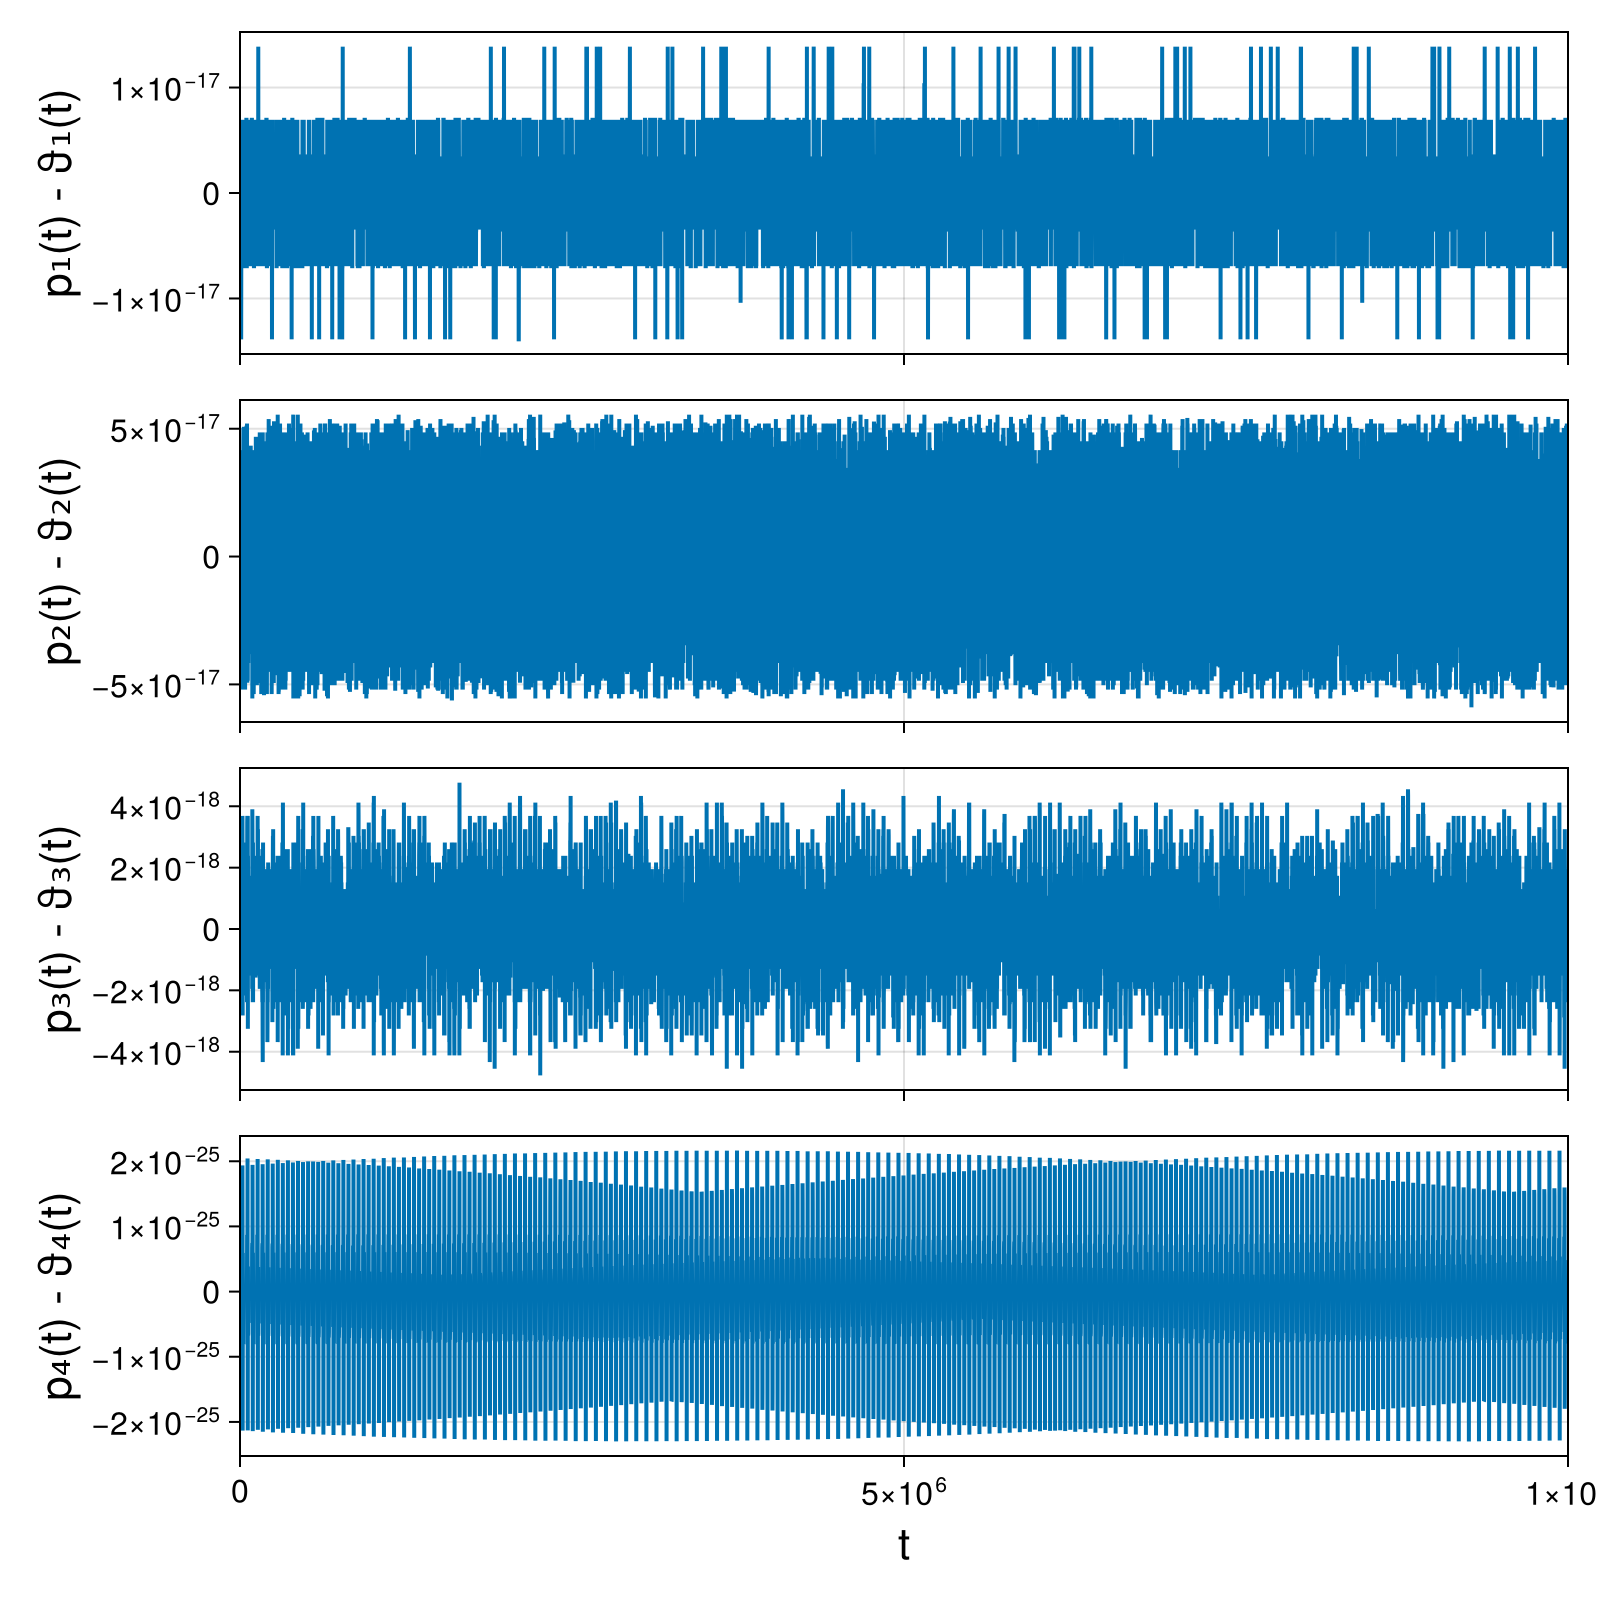 p₁(t) - ϑ₁(t)
1×10⁻¹⁷
0
−1×10⁻¹⁷
p₂(t) - ϑ₂(t)
5×10⁻¹⁷
0
−5×10⁻¹⁷
p₃(t) - ϑ₃(t)
4×10⁻¹⁸
2×10⁻¹⁸
0
−2×10⁻¹⁸
−4×10⁻¹⁸
p₄(t) - ϑ₄(t)
2×10⁻²⁵
1×10⁻²⁵
0
−1×10⁻²⁵
−2×10⁻²⁵
0 5×10⁶ 1×10
t